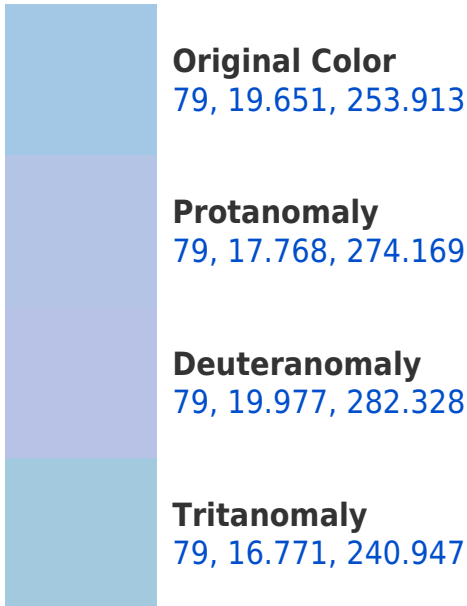 Original Color
79, 19.651, 253.913
Protanomaly
79, 17.768, 274.169
Deuteranomaly
79, 19.977, 282.328
Tritanomaly
79, 16.771, 240.947